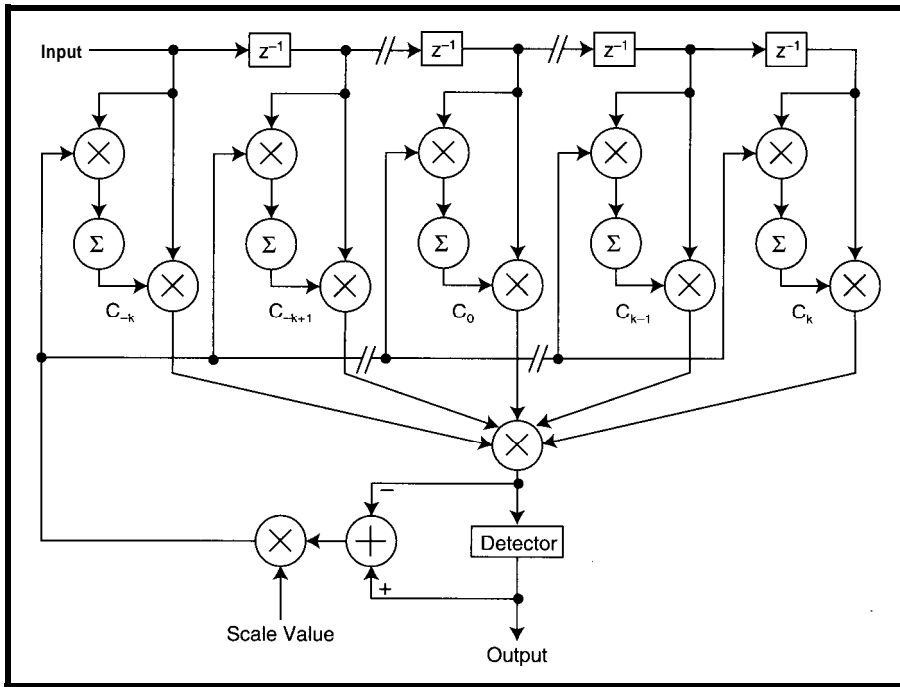 Input z⁻¹ z⁻¹ z⁻¹ z⁻¹
Σ Σ Σ Σ Σ
C₋ₖ C₋ₖ₊₁ C₀ Cₖ₋₁ Cₖ
−
Detector
+
Scale Value
Output